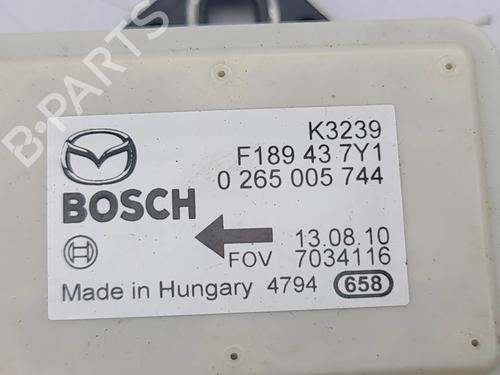 B-PARTS
K3239
F189 43 7Y1
0 265 005 744
BOSCH
13.08.10
FOV 7034116
Made in Hungary 4794 658